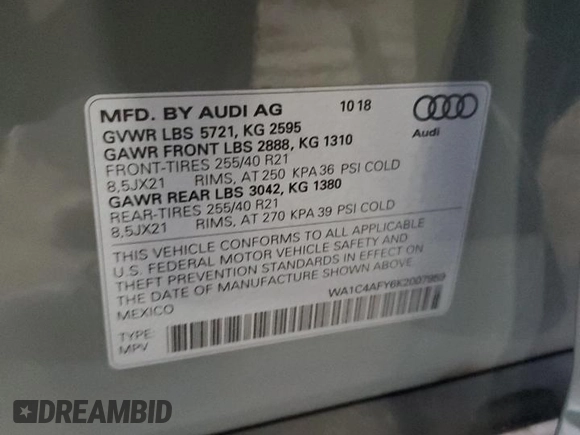 MFD. BY AUDI AG 10 18
GVWR LBS 5721, KG 2595
GAWR FRONT LBS 2888, KG 1310
FRONT-TIRES 255/40 R21
8,5JX21 RIMS, AT 250 KPA 36 PSI COLD
GAWR REAR LBS 3042, KG 1380
REAR-TIRES 255/40 R21
8,5JX21 RIMS, AT 270 KPA 39 PSI COLD
Audi
THIS VEHICLE CONFORMS TO ALL APPLICABLE
U.S. FEDERAL MOTOR VEHICLE SAFETY AND
THEFT PREVENTION STANDARDS IN EFFECT ON
THE DATE OF MANUFACTURE SHOWN ABOVE.
MEXICO
WA1C4AFY6K2007953
TYPE:
MPV
DREAMBID